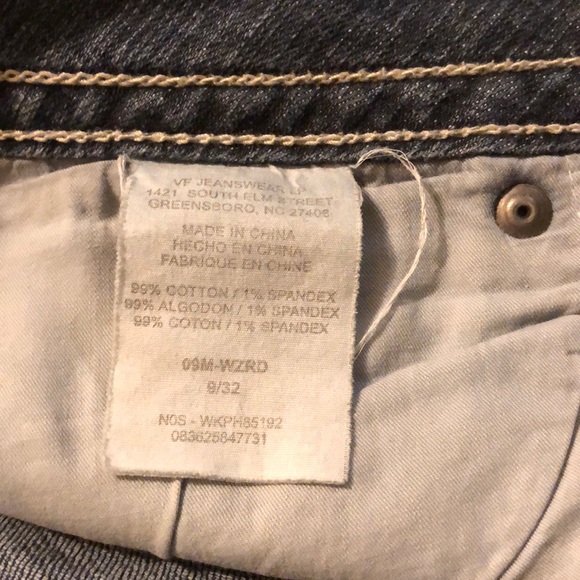 VF JEANSWEAR LP
1421 SOUTH ELM STREET
GREENSBORO, NC 27406
MADE IN CHINA
HECHO EN CHINA
FABRIQUE EN CHINE
99% COTTON / 1% SPANDEX
99% ALGODON / 1% SPANDEX
99% COTON / 1% SPANDEX
09M-WZRD
9/32
N0S - WKPH85192
083625847731